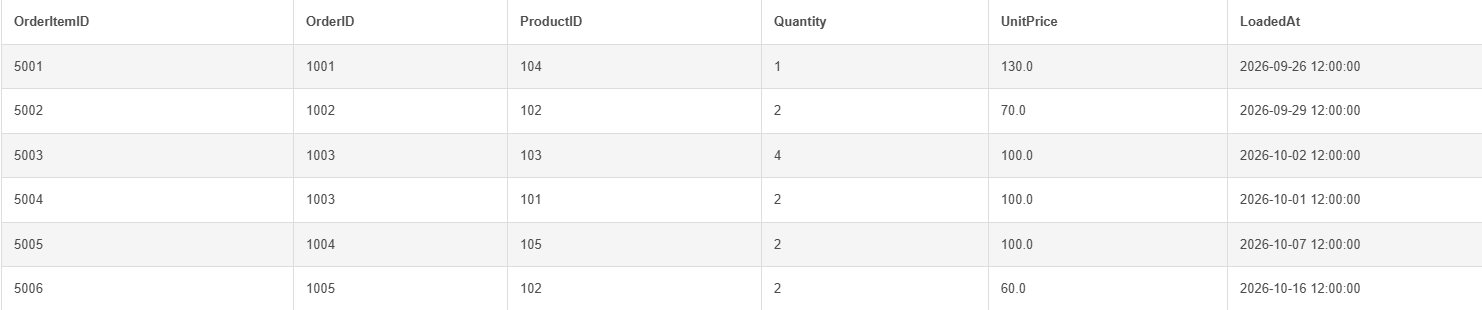 OrderItemID OrderID ProductID Quantity UnitPrice LoadedAt
5001 1001 104 1 130.0 2026-09-26 12:00:00
5002 1002 102 2 70.0 2026-09-29 12:00:00
5003 1003 103 4 100.0 2026-10-02 12:00:00
5004 1003 101 2 100.0 2026-10-01 12:00:00
5005 1004 105 2 100.0 2026-10-07 12:00:00
5006 1005 102 2 60.0 2026-10-16 12:00:00